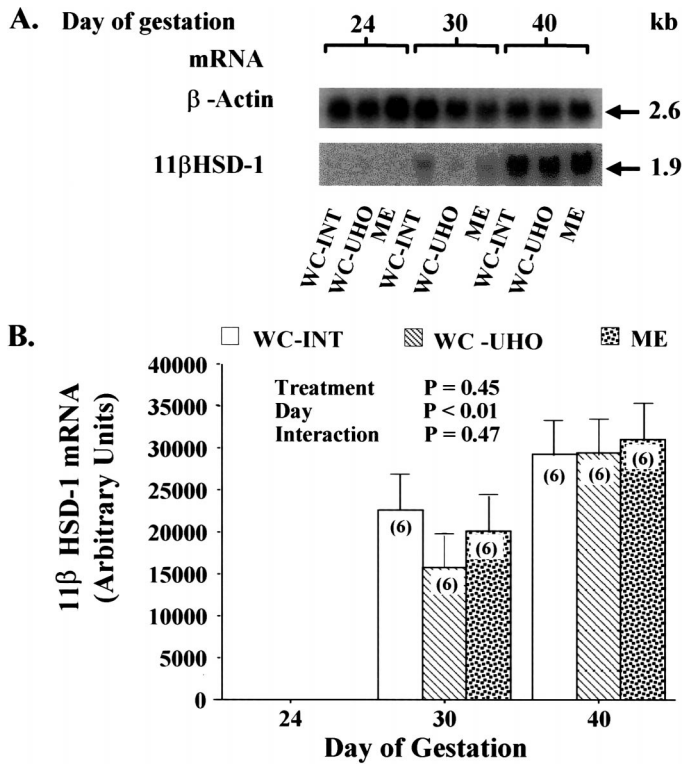 A. Day of gestation 24 30 40 kb
mRNA
β -Actin 2.6
11βHSD-1 1.9
WC-INT WC-UHO ME WC-INT WC-UHO ME WC-INT WC-UHO ME
B. WC-INT WC -UHO ME
40000
35000
30000
25000
20000
15000
10000
5000
0
11β HSD-1 mRNA
(Arbitrary Units)
Treatment P = 0.45
Day P < 0.01
Interaction P = 0.47
(6) (6) (6) (6) (6) (6)
24 30 40
Day of Gestation